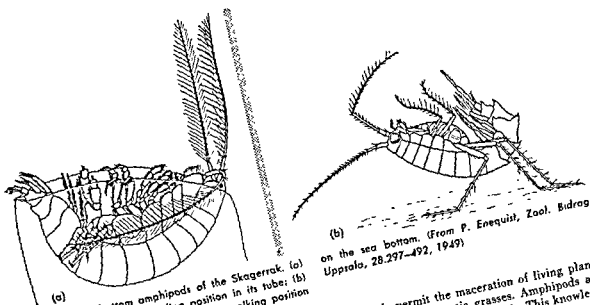 (a)
(b)
bottom amphipods of the Skagerrak. (a)
position in its tube; (b)
walking position
on the sea bottom. (From P. Enequist, Zool. Bidrag
Uppsala, 28.297–492, 1949)
permit the maceration of living plan
grasses. Amphipods a
This knowle